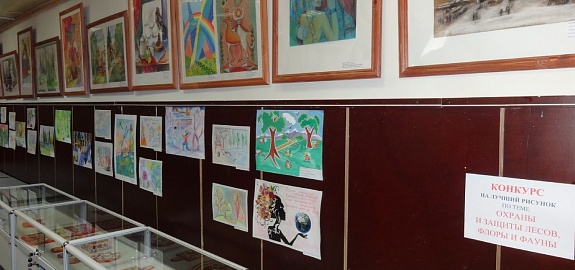 КОНКУРС
НА ЛУЧШИЙ РИСУНОК
ПО ТЕМЕ
ОХРАНЫ
И ЗАЩИТЫ ЛЕСОВ,
ФЛОРЫ И ФАУНЫ